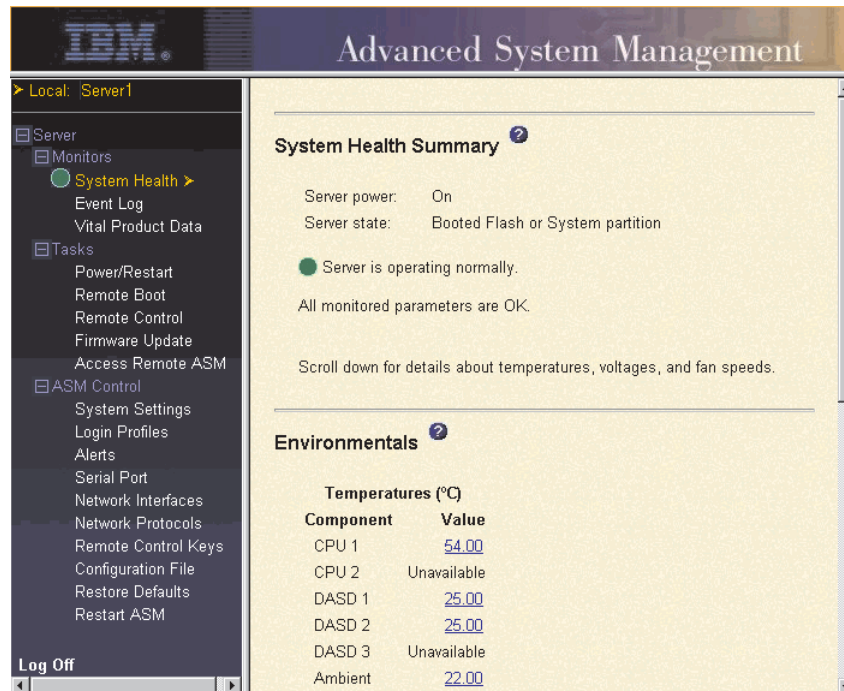 IBM®
Advanced System Management
Local: Server1
Server
Monitors
System Health
Event Log
Vital Product Data
Tasks
Power/Restart
Remote Boot
Remote Control
Firmware Update
Access Remote ASM
ASM Control
System Settings
Login Profiles
Alerts
Serial Port
Network Interfaces
Network Protocols
Remote Control Keys
Configuration File
Restore Defaults
Restart ASM
Log Off
System Health Summary ?
Server power: On
Server state: Booted Flash or System partition
Server is operating normally.
All monitored parameters are OK.
Scroll down for details about temperatures, voltages, and fan speeds.
Environmentals ?
Temperatures (ºC)
Component Value
CPU 1 54.00
CPU 2 Unavailable
DASD 1 25.00
DASD 2 25.00
DASD 3 Unavailable
Ambient 22.00